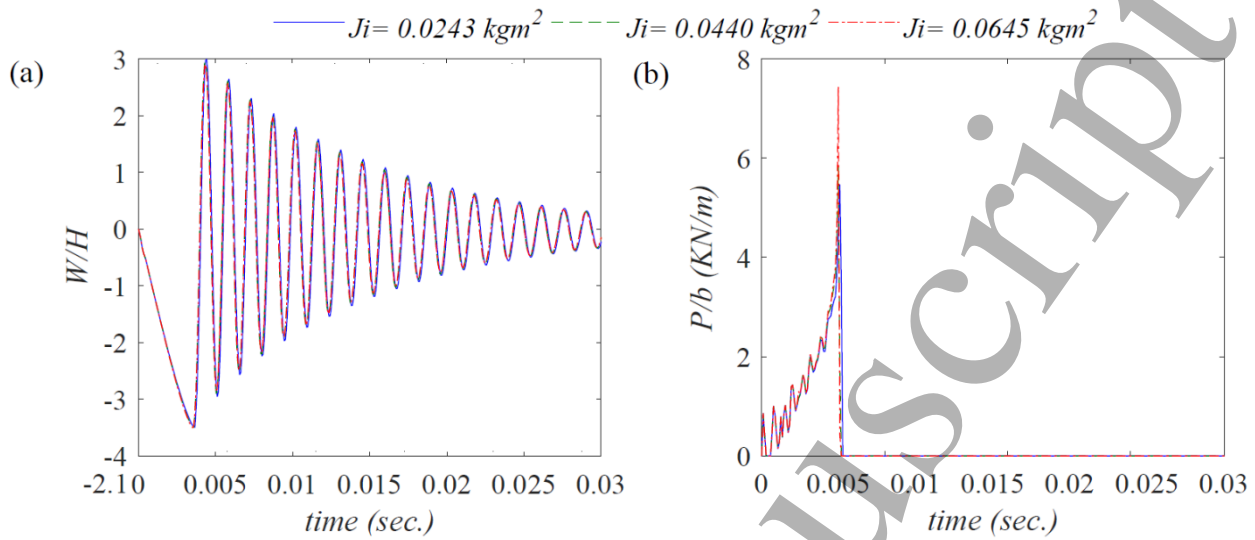 Ji= 0.0243 kgm² Ji= 0.0440 kgm² Ji= 0.0645 kgm²
(a)
3
2
1
0
-1
-2
-3
-4
W/H
-2.10 0.005 0.01 0.015 0.02 0.025 0.03
time (sec.)
(b)
8
6
4
2
0
P/b (KN/m)
0 0.005 0.01 0.015 0.02 0.025 0.03
time (sec.)
uscript